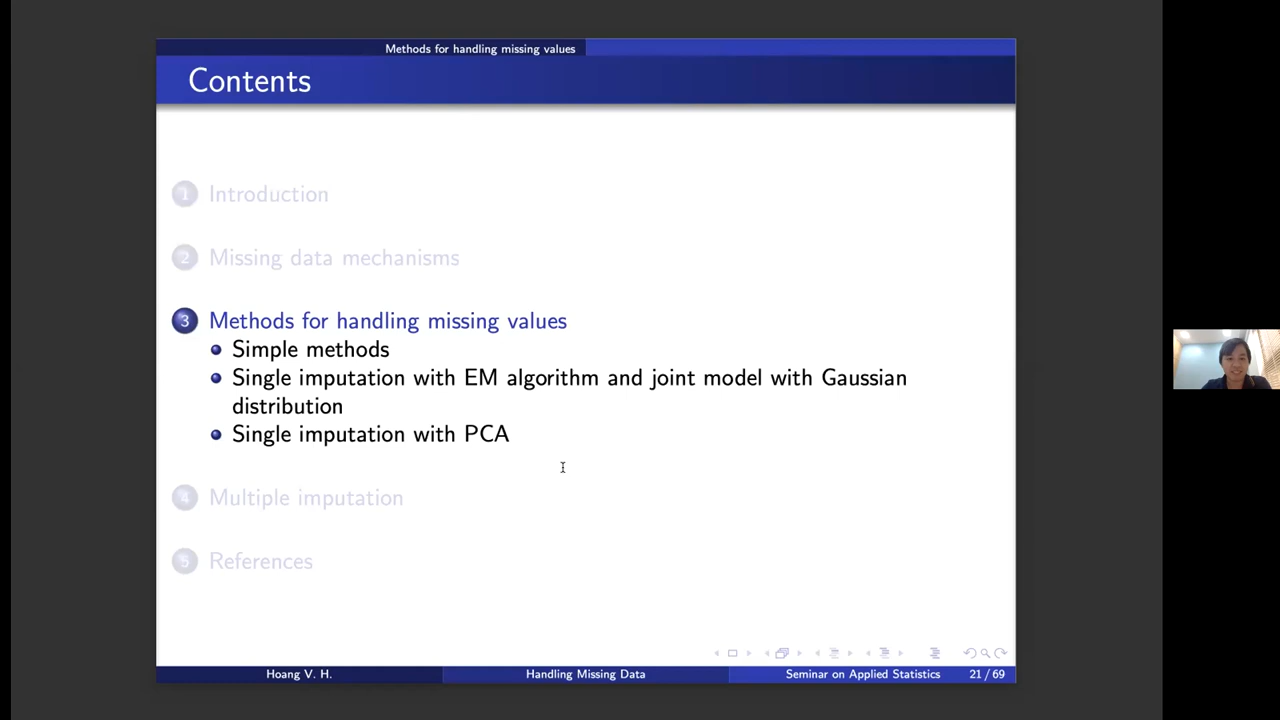 Methods for handling missing values
Contents
1 Introduction
2 Missing data mechanisms
3 Methods for handling missing values
Simple methods
Single imputation with EM algorithm and joint model with Gaussian
distribution
Single imputation with PCA
4 Multiple imputation
5 References
Hoang V. H. Handling Missing Data Seminar on Applied Statistics 21 / 69